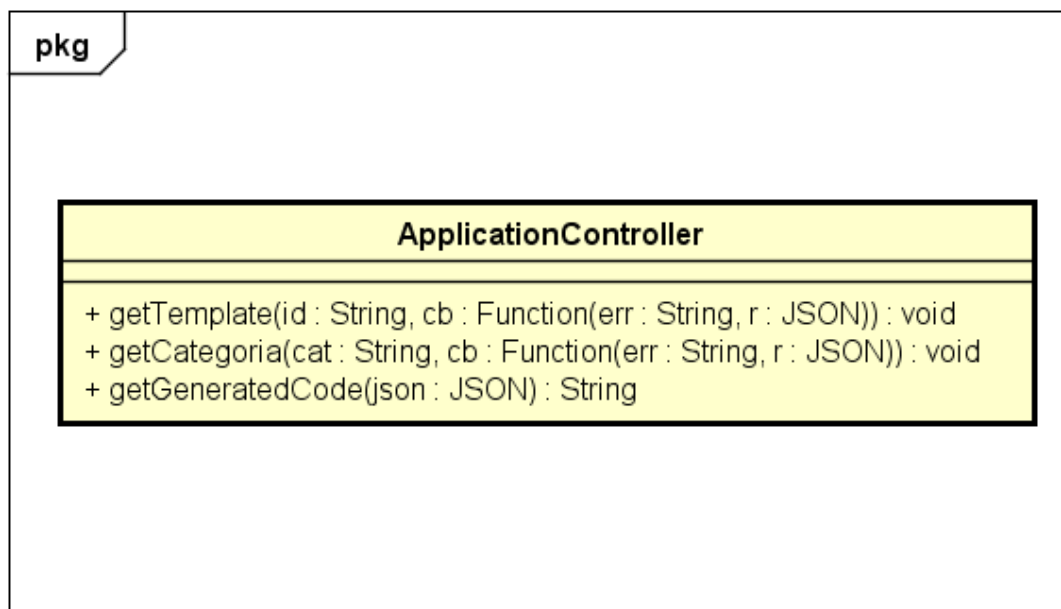 pkg
ApplicationController
+ getTemplate(id : String, cb : Function(err : String, r : JSON)) : void
+ getCategoria(cat : String, cb : Function(err : String, r : JSON)) : void
+ getGeneratedCode(json : JSON) : String